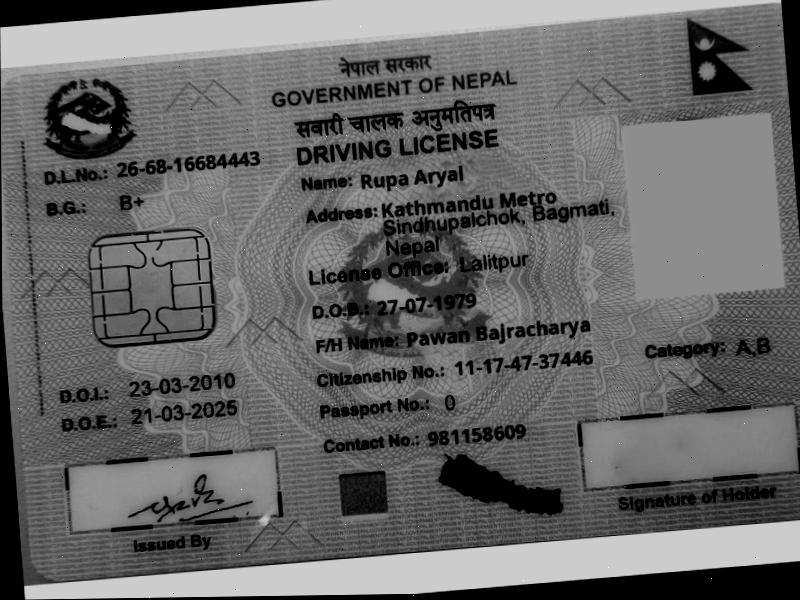 नेपाल सरकार
GOVERNMENT OF NEPAL
सवारी चालक अनुमतिपत्र
DRIVING LICENSE
D.L.No.: 26-68-16684443
B.G.: B+
Name: Rupa Aryal
Address: Kathmandu Metro
Sindhupalchok, Bagmati,
Nepal
License Office: Lalitpur
D.O.B.: 27-07-1979
F/H Name: Pawan Bajracharya
Citizenship No.: 11-17-47-37446
Category: A,B
D.O.I.: 23-03-2010
Passport No.: 0
D.O.E.: 21-03-2025
Contact No.: 981158609
Issued By
Signature of Holder